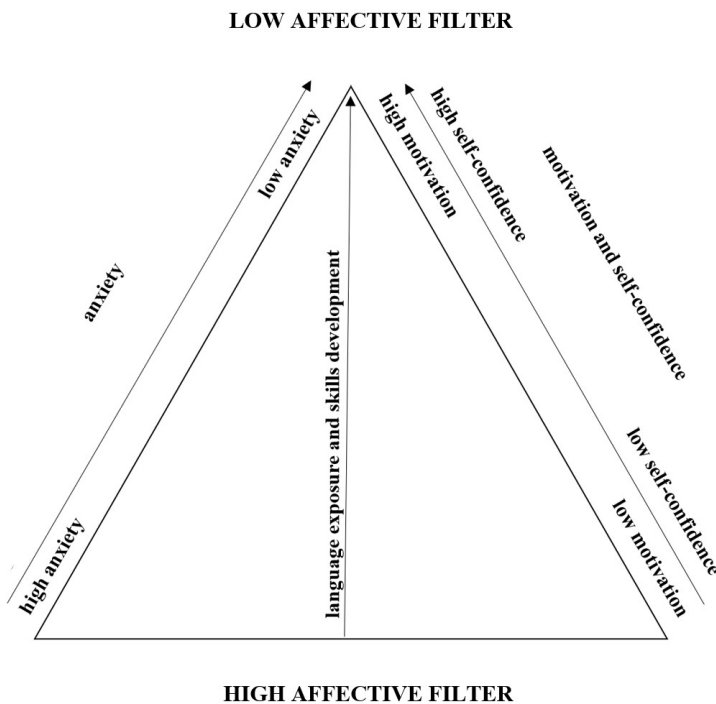 LOW AFFECTIVE FILTER
low anxiety
high motivation
high self-confidence
anxiety
motivation and self-confidence
language exposure and skills development
high anxiety
low self-confidence
low motivation
HIGH AFFECTIVE FILTER